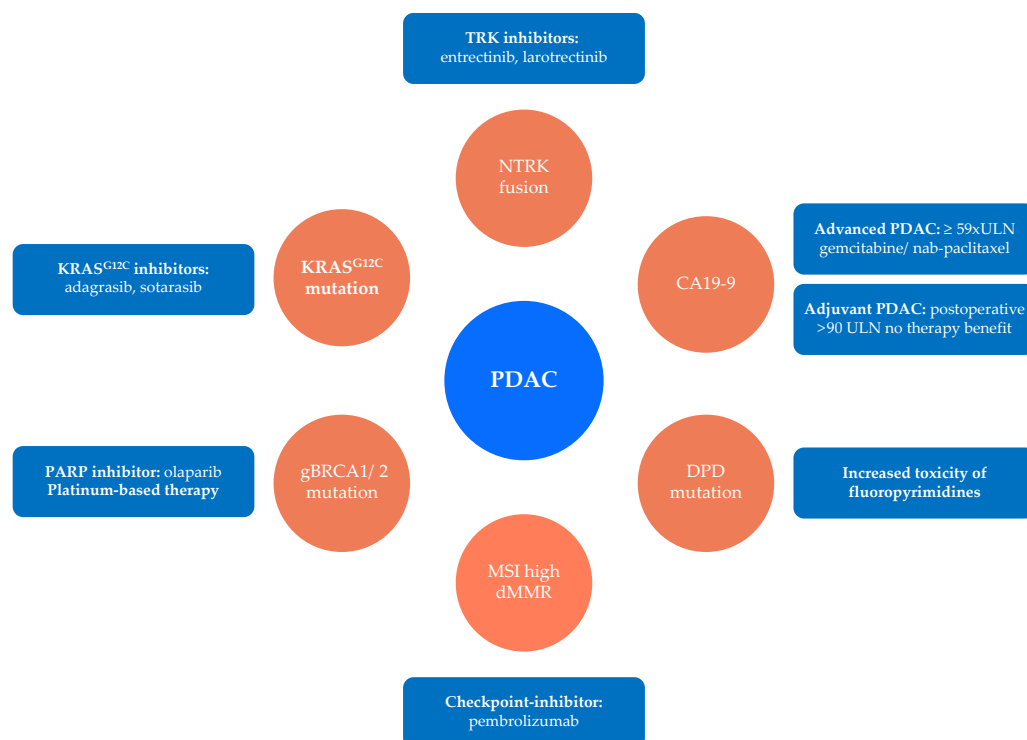 TRK inhibitors:
entrectinib, larotrectinib
NTRK
fusion
KRASG12C inhibitors:
adagrasib, sotarasib
KRASG12C
mutation
CA19-9
Advanced PDAC: ≥ 59xULN
gemcitabine/ nab-paclitaxel
Adjuvant PDAC: postoperative
>90 ULN no therapy benefit
PDAC
PARP inhibitor: olaparib
Platinum-based therapy
gBRCA1/ 2
mutation
DPD
mutation
Increased toxicity of
fluoropyrimidines
MSI high
dMMR
Checkpoint-inhibitor:
pembrolizumab